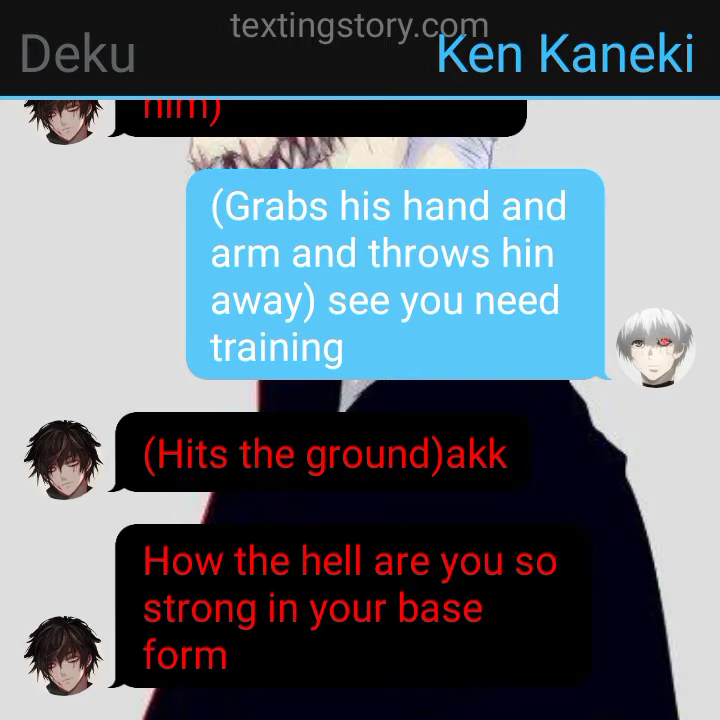 textingstory.com
Deku
Ken Kaneki
him)
(Grabs his hand and
arm and throws hin
away) see you need
training
(Hits the ground)akk
How the hell are you so
strong in your base
form